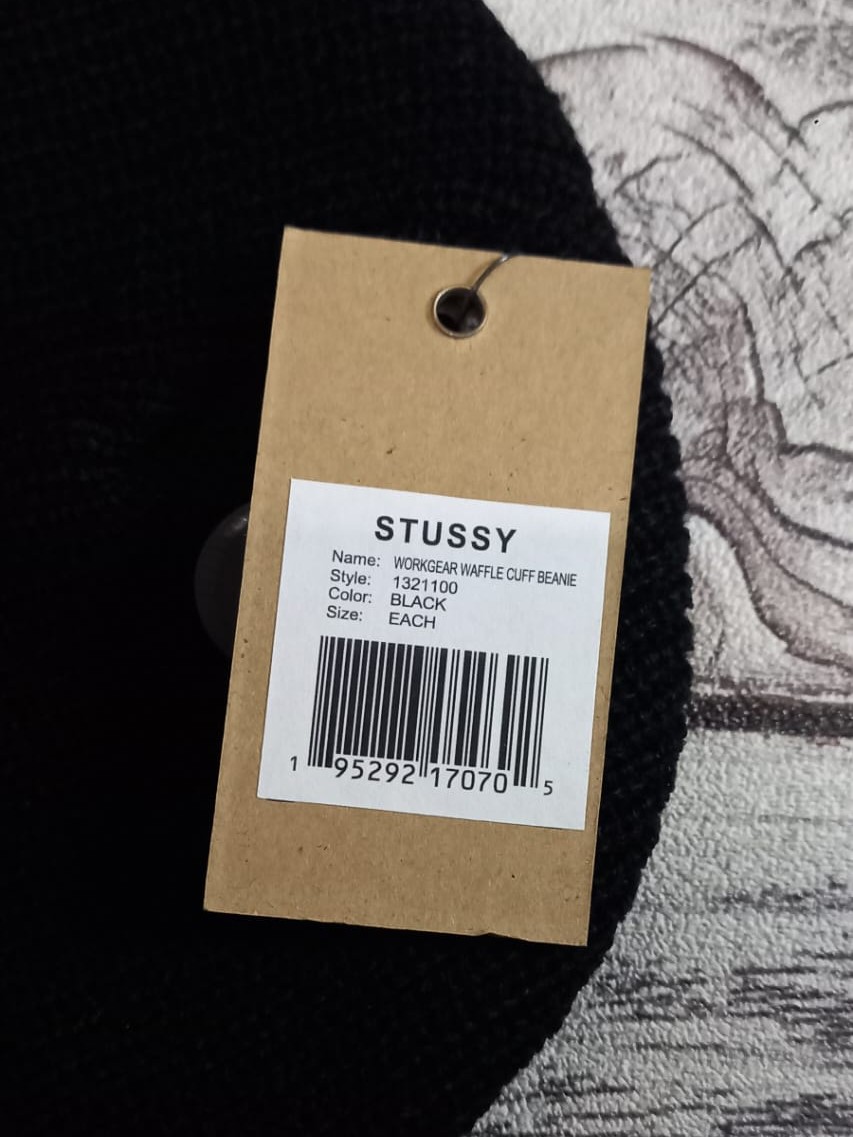 STUSSY
Name: WORKGEAR WAFFLE CUFF BEANIE
Style: 1321100
Color: BLACK
Size: EACH
1 95292 17070 5